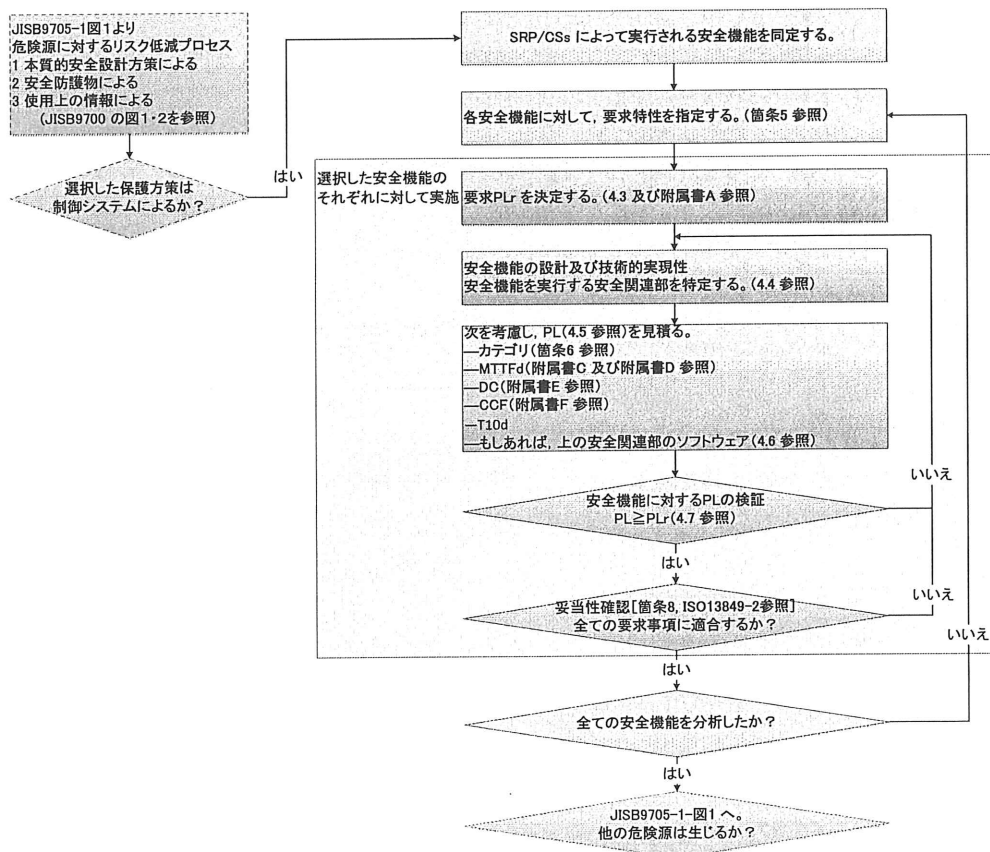 JISB9705-1図1より
危険源に対するリスク低減プロセス
1 本質的安全設計方策による
2 安全防護物による
3 使用上の情報による
(JISB9700 の図1・2を参照)
選択した保護方策は
制御システムによるか？
はい
SRP/CSs によって実行される安全機能を同定する。
各安全機能に対して，要求特性を指定する。(箇条5 参照)
選択した安全機能の
それぞれに対して実施
要求PLr を決定する。(4.3 及び附属書A 参照)
安全機能の設計及び技術的実現性
安全機能を実行する安全関連部を特定する。(4.4 参照)
次を考慮し，PL(4.5 参照)を見積る。
―カテゴリ(箇条6 参照)
―MTTFd(附属書C 及び附属書D 参照)
―DC(附属書E 参照)
―CCF(附属書F 参照)
―T10d
―もしあれば，上の安全関連部のソフトウェア(4.6 参照)
いいえ
安全機能に対するPLの検証
PL≧PLr(4.7 参照)
はい
妥当性確認[箇条8, ISO13849-2参照]
全ての要求事項に適合するか？
いいえ
いいえ
はい
全ての安全機能を分析したか？
はい
JISB9705-1-図1 へ。
他の危険源は生じるか？